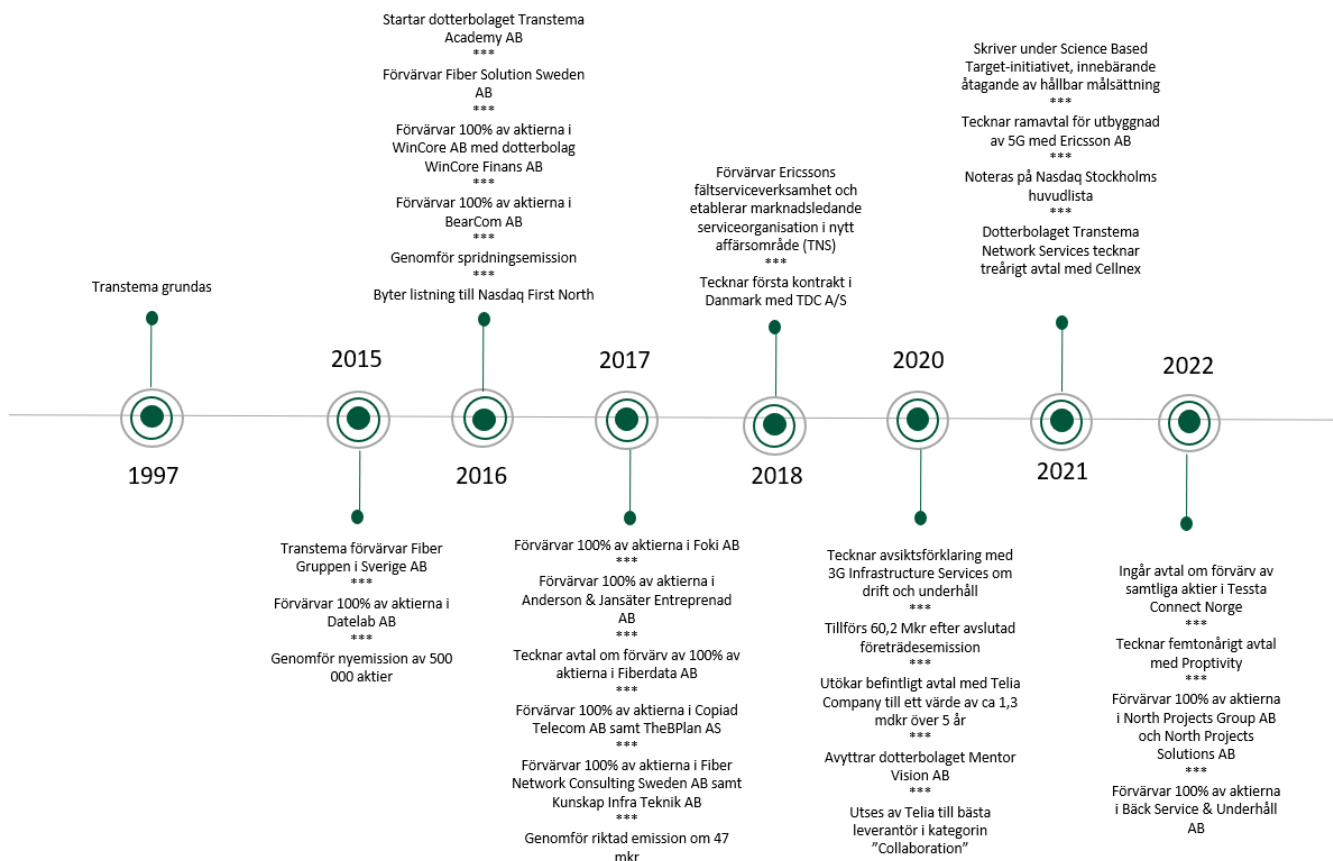 1997
Transtema grundas
2015
Transtema förvärvar Fiber
Gruppen i Sverige AB
***
Förvärvar 100% av aktierna i
Datelab AB
***
Genomför nyemission av 500
000 aktier
2016
Startar dotterbolaget Transtema
Academy AB
***
Förvärvar Fiber Solution Sweden
AB
***
Förvärvar 100% av aktierna i
WinCore AB med dotterbolag
WinCore Finans AB
***
Förvärvar 100% av aktierna i
BearCom AB
***
Genomför spridningsemission
***
Byter listning till Nasdaq First North
2017
Förvärvar 100% av aktierna i Foki AB
***
Förvärvar 100% av aktierna i
Anderson & Jansäter Entreprenad
AB
***
Tecknar avtal om förvärv av 100% av
aktierna i Fiberdata AB
***
Förvärvar 100% av aktierna i Copiad
Telecom AB samt TheBPlan AS
***
Förvärvar 100% av aktierna i Fiber
Network Consulting Sweden AB samt
Kunskap Infra Teknik AB
***
Genomför riktad emission om 47
mkr
2018
Förvärvar Ericssons
fältserviceverksamhet och
etablerar marknadsledande
serviceorganisation i nytt
affärsområde (TNS)
***
Tecknar första kontrakt i
Danmark med TDC A/S
2020
Tecknar avsiktsförklaring med
3G Infrastructure Services om
drift och underhåll
***
Tillförs 60,2 Mkr efter avslutad
företrädesemission
***
Utökar befintligt avtal med Telia
Company till ett värde av ca 1,3
mdkr över 5 år
***
Avyttrar dotterbolaget Mentor
Vision AB
***
Utses av Telia till bästa
leverantör i kategorin
”Collaboration”
2021
Skriver under Science Based
Target-initiativet, innebärande
åtagande av hållbar målsättning
***
Tecknar ramavtal för utbyggnad
av 5G med Ericsson AB
***
Noteras på Nasdaq Stockholms
huvudlista
***
Dotterbolaget Transtema
Network Services tecknar
treårigt avtal med Cellnex
2022
Ingår avtal om förvärv av
samtliga aktier i Tessta
Connect Norge
***
Tecknar femtonårigt avtal
med Proptivity
***
Förvärvar 100% av aktierna
i North Projects Group AB
och North Projects
Solutions AB
***
Förvärvar 100% av aktierna
i Bäck Service & Underhåll
AB